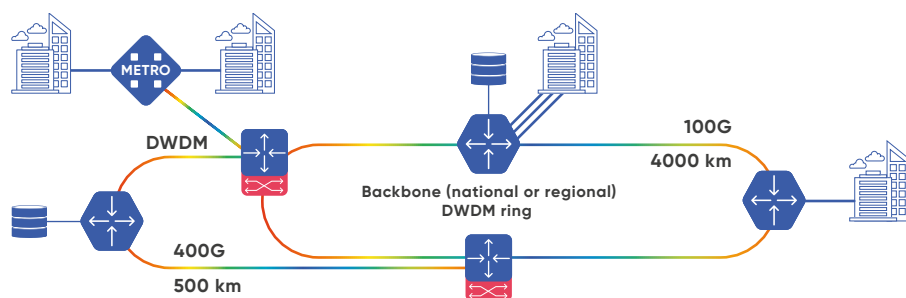 METRO
DWDM
100G
4000 km
Backbone (national or regional)
DWDM ring
400G
500 km